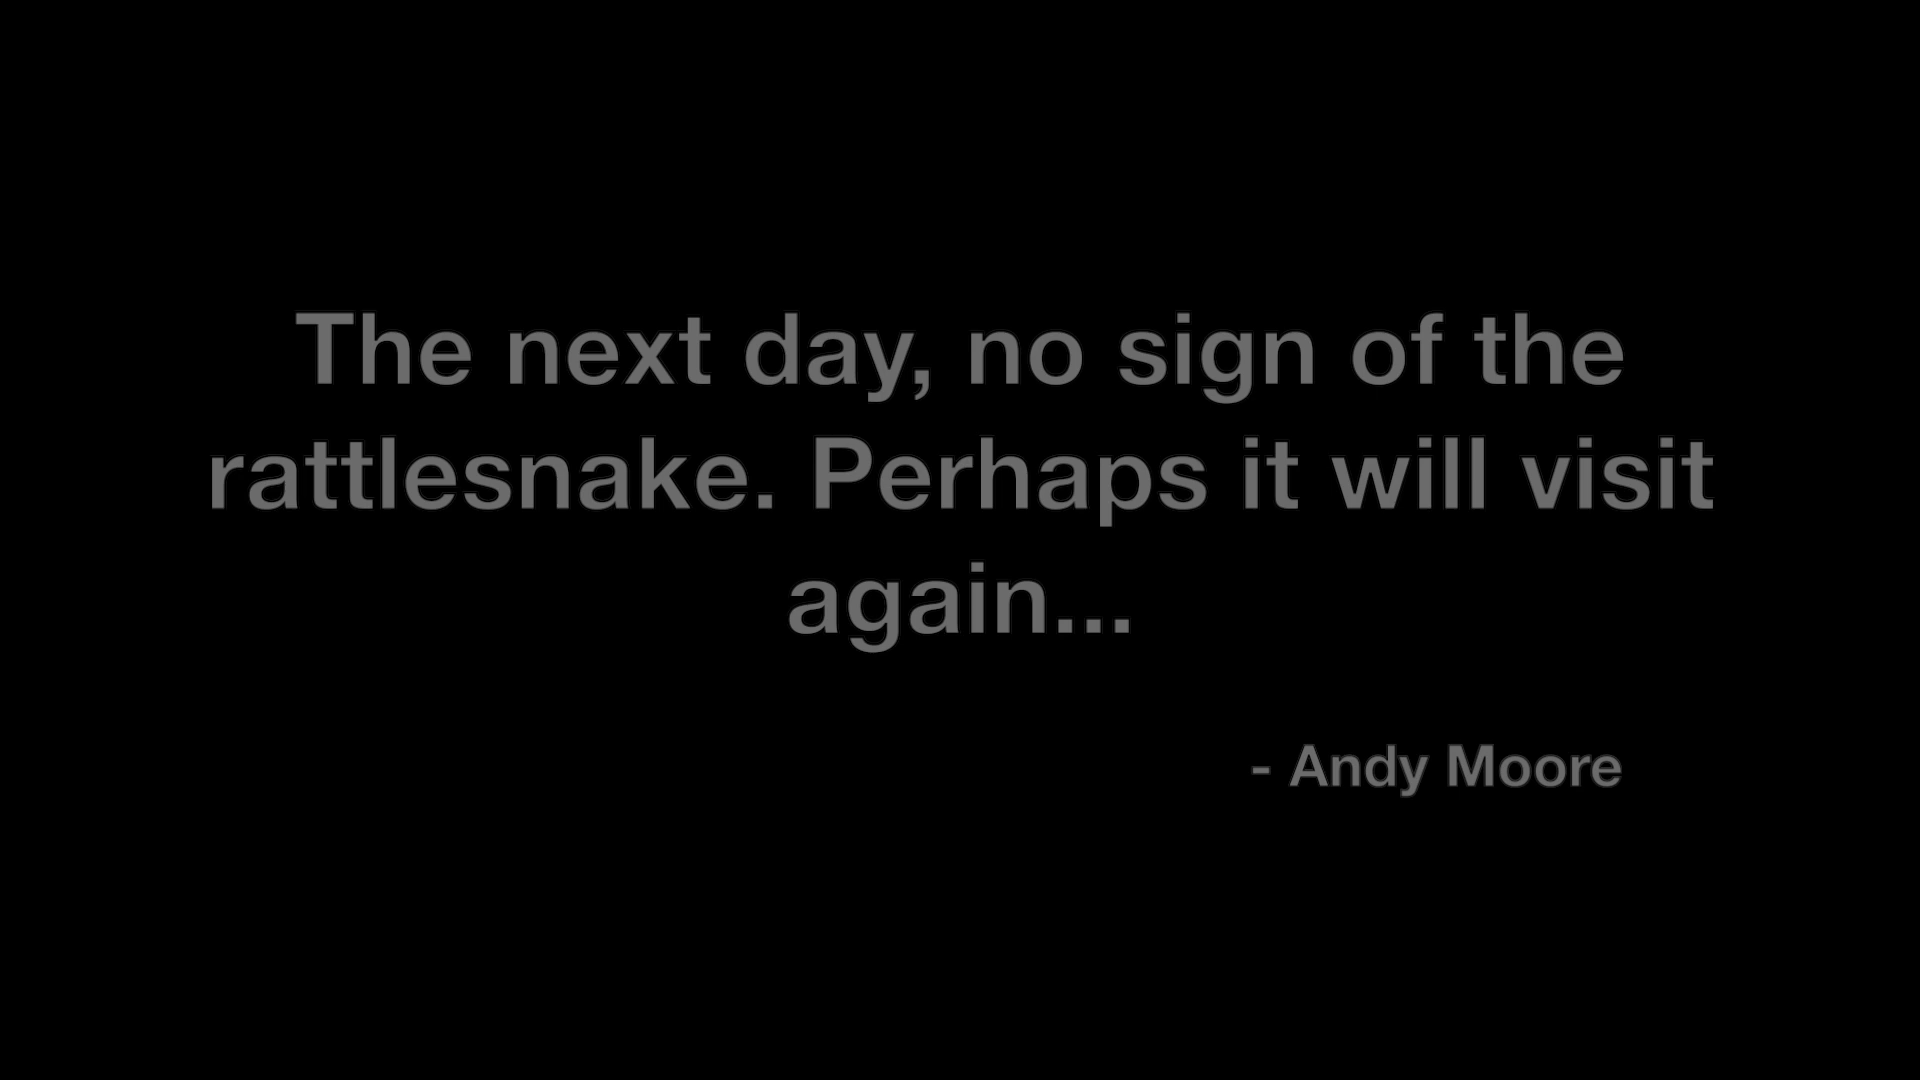 The next day, no sign of the
rattlesnake. Perhaps it will visit
again...
- Andy Moore